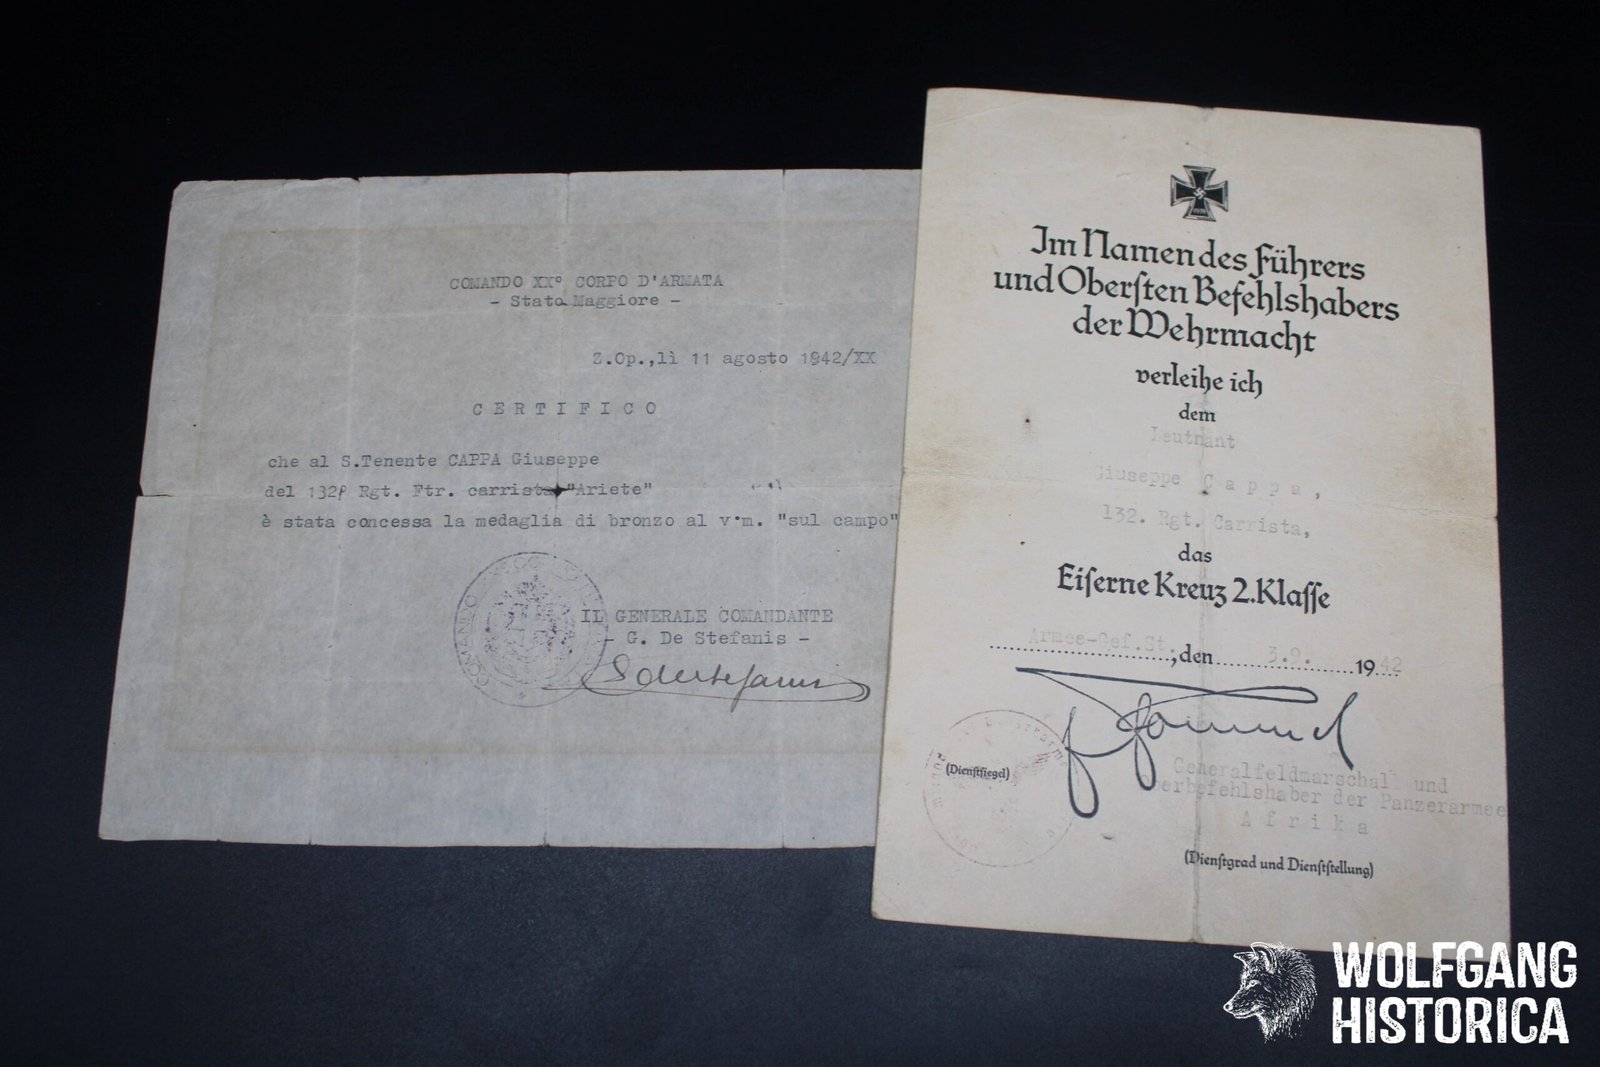 COMANDO XX° CORPO D'ARMATA
- Stato Maggiore -
Z.Op.,lì 11 agosto 1942/XX
C E R T I F I C O
che al S.Tenente CAPPA Giuseppe
del 132° Rgt. Ftr. carrista "Ariete"
è stata concessa la medaglia di bronzo al v.m. "sul campo"
IL GENERALE COMANDANTE
- G. De Stefanis -
SdeStefanis
COMANDO
Im Namen des Führers
und Obersten Befehlshabers
der Wehrmacht
verleihe ich
dem
Leutnant
Giuseppe C a p p a ,
132. Rgt. Carrista,
das
Eiserne Kreuz 2. Klasse
Armee-Gef.St. ,den 3.9. 1942
Rommel
(Dienstsiegel)
Generalfeldmarschall und
Oberbefehlshaber der Panzerarmee
A f r i k a
(Dienstgrad und Dienststellung)
WOLFGANG
HISTORICA